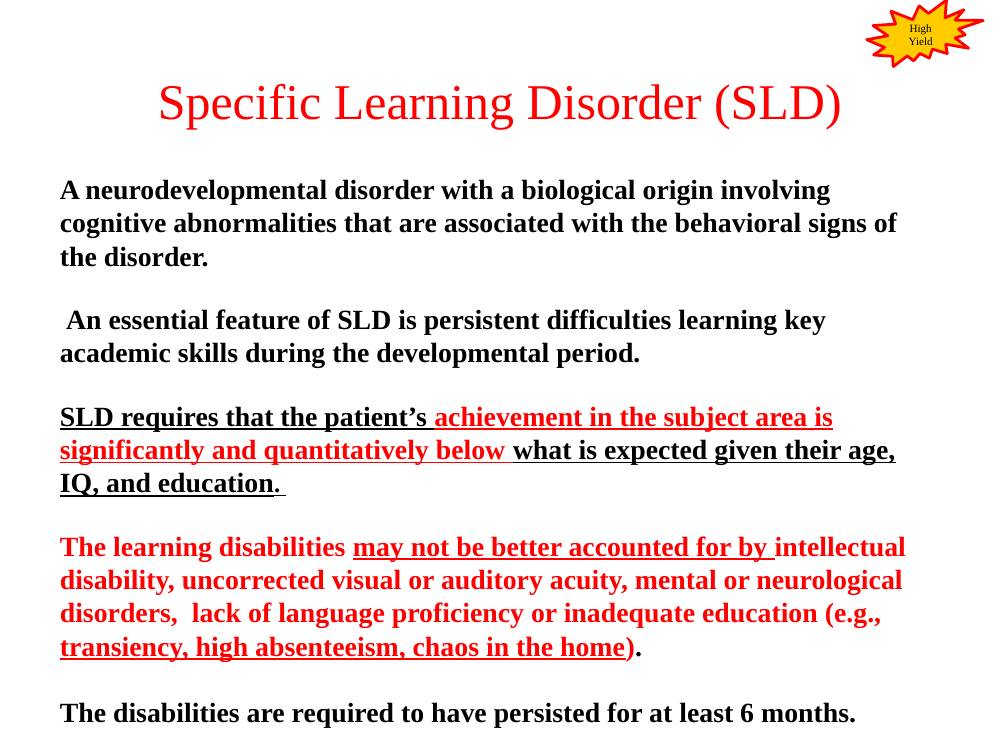 High
Yield
Specific Learning Disorder (SLD)
A neurodevelopmental disorder with a biological origin involving
cognitive abnormalities that are associated with the behavioral signs of
the disorder.
An essential feature of SLD is persistent difficulties learning key
academic skills during the developmental period.
SLD requires that the patient’s achievement in the subject area is
significantly and quantitatively below what is expected given their age,
IQ, and education.
The learning disabilities may not be better accounted for by intellectual
disability, uncorrected visual or auditory acuity, mental or neurological
disorders,  lack of language proficiency or inadequate education (e.g.,
transiency, high absenteeism, chaos in the home).
The disabilities are required to have persisted for at least 6 months.